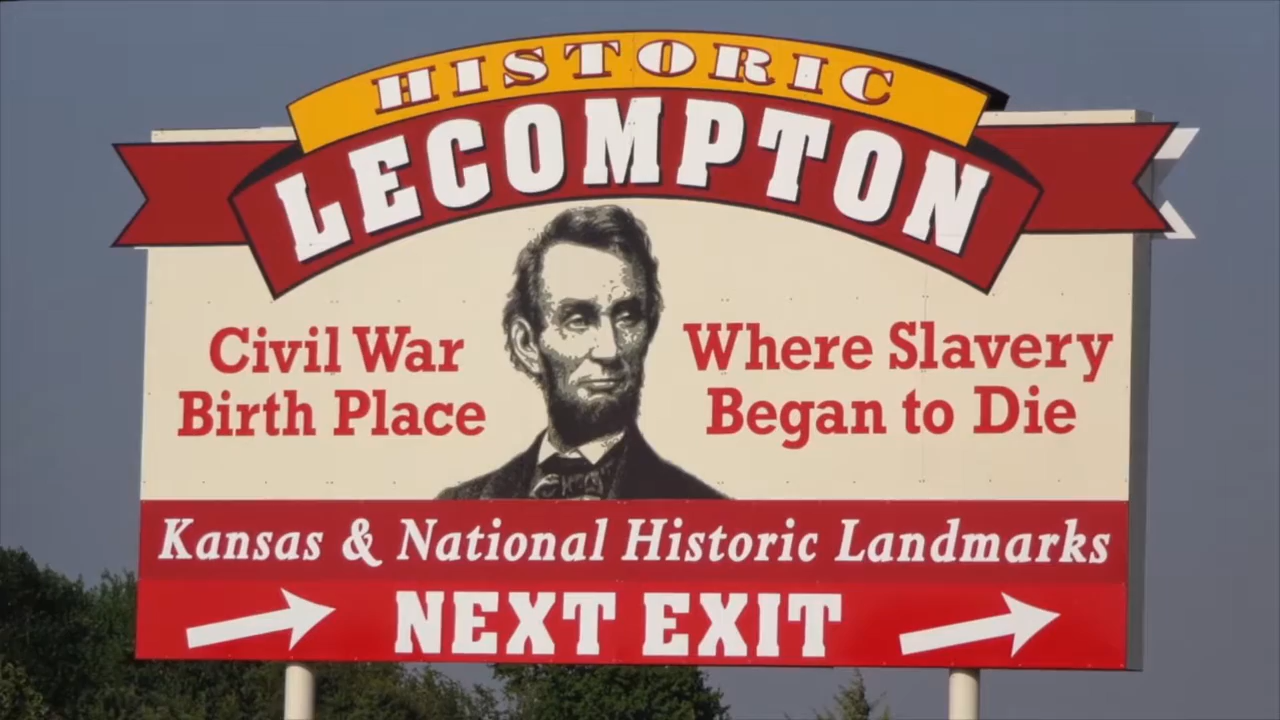 HISTORIC
LECOMPTON
Civil War
Birth Place
Where Slavery
Began to Die
Kansas & National Historic Landmarks
NEXT EXIT